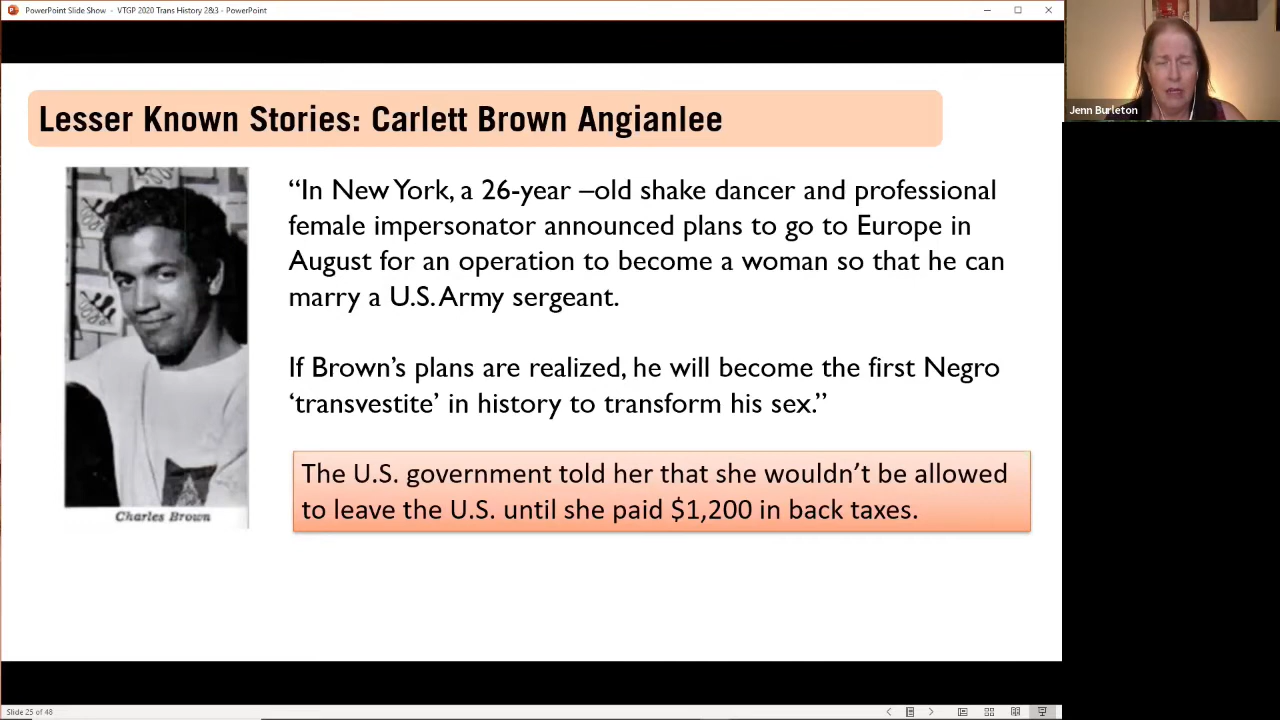 PowerPoint Slide Show - VTGP 2020 Trans History 2&3 - PowerPoint
Jenn Burleton
Lesser Known Stories: Carlett Brown Angianlee
“In New York, a 26-year –old shake dancer and professional
female impersonator announced plans to go to Europe in
August for an operation to become a woman so that he can
marry a U.S. Army sergeant.
If Brown’s plans are realized, he will become the first Negro
‘transvestite’ in history to transform his sex.”
The U.S. government told her that she wouldn’t be allowed
to leave the U.S. until she paid $1,200 in back taxes.
Charles Brown
Slide 25 of 48